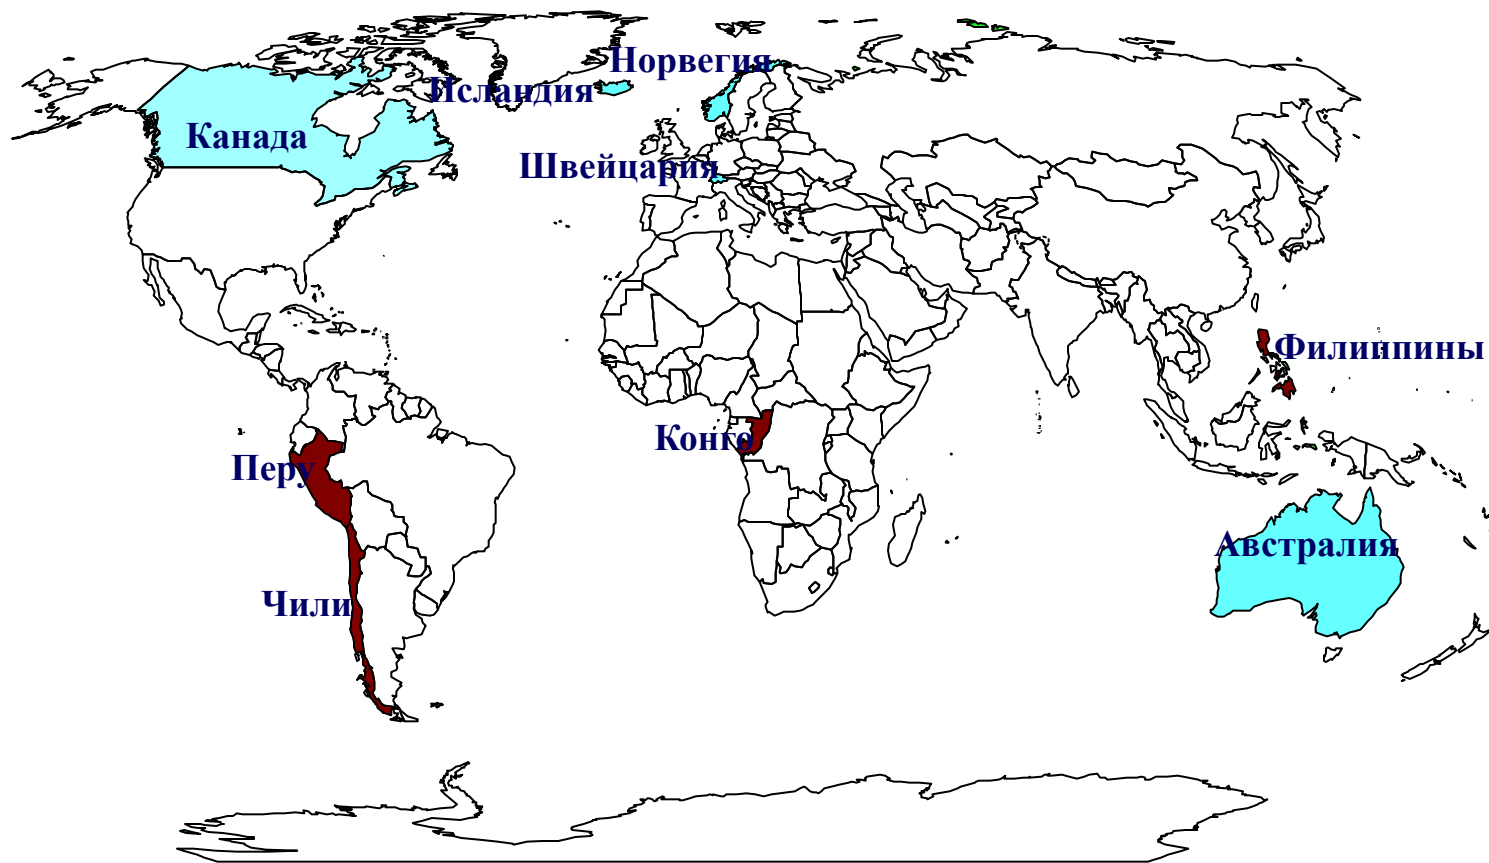 Норвегия
Исландия
Канада
Швейцария
Филиппины
Конго
Перу
Австралия
Чили